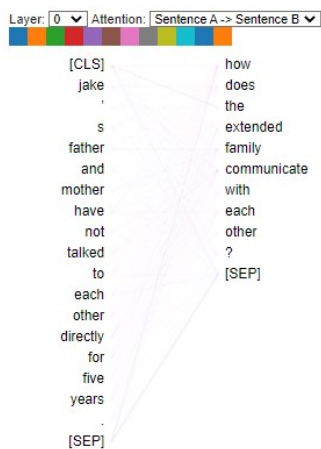 Layer: 0 Attention: Sentence A -> Sentence B
[CLS] how
jake does
' the
s extended
father family
and communicate
mother with
have each
not other
talked ?
to [SEP]
each
other
directly
for
five
years
.
[SEP]